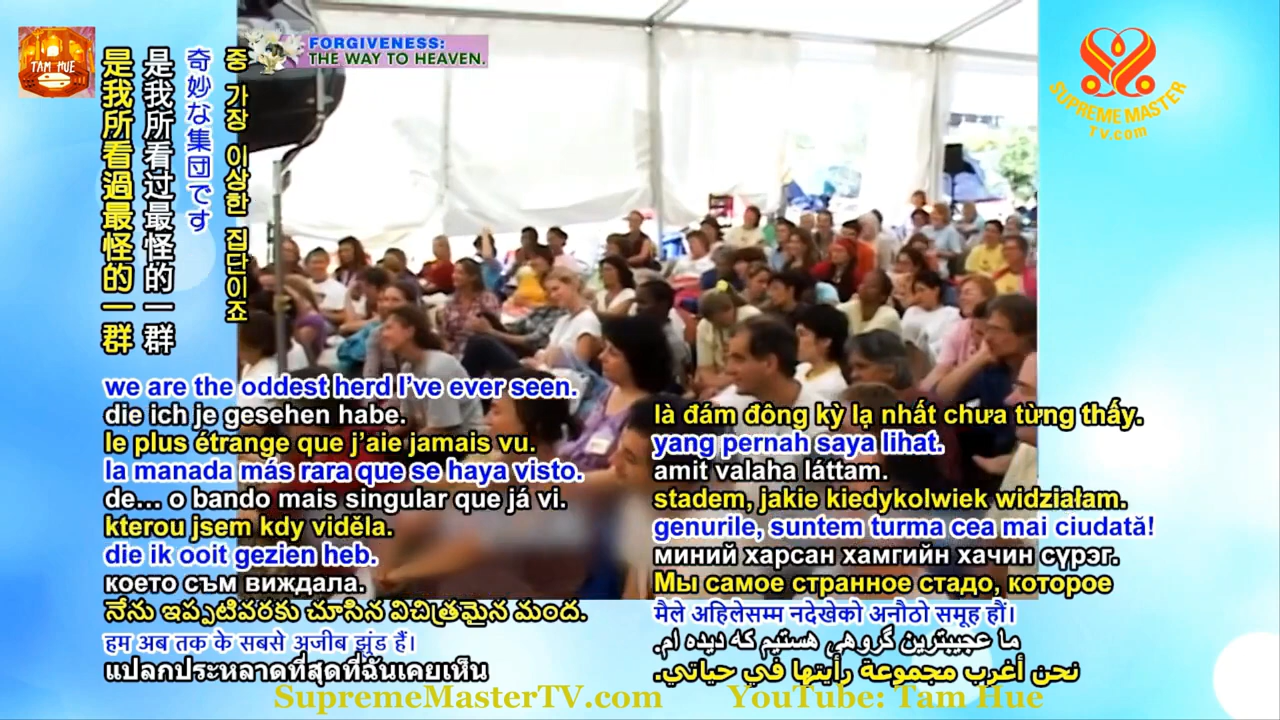 TAM HUE
FORGIVENESS:
THE WAY TO HEAVEN.
SUPREME MASTER
TV.com
是我所看過最怪的一群
是我所看过最怪的一群
奇妙な集団です
중 가장 이상한 집단이죠
we are the oddest herd I've ever seen.
die ich je gesehen habe.
le plus étrange que j'aie jamais vu.
la manada más rara que se haya visto.
de... o bando mais singular que já vi.
kterou jsem kdy viděla.
die ik ooit gezien heb.
което съм виждала.
నేను ఇప్పటివరకు చూసిన విచిత్రమైన మంద.
हम अब तक के सबसे अजीब झुंड हैं।
แปลกประหลาดที่สุดที่ฉันเคยเห็น
là đám đông kỳ lạ nhất chưa từng thấy.
yang pernah saya lihat.
amit valaha láttam.
stadem, jakie kiedykolwiek widziałam.
genurile, suntem turma cea mai ciudată!
миний харсан хамгийн хачин сүрэг.
Мы самое странное стадо, которое
मैले अहिलेसम्म नदेखेको अनौठो समूह हौं।
ما عجیبترین گروهی هستیم که دیده ام.
نحن أغرب مجموعة رأيتها في حياتي.
SupremeMasterTV.com
YouTube: Tam Hue